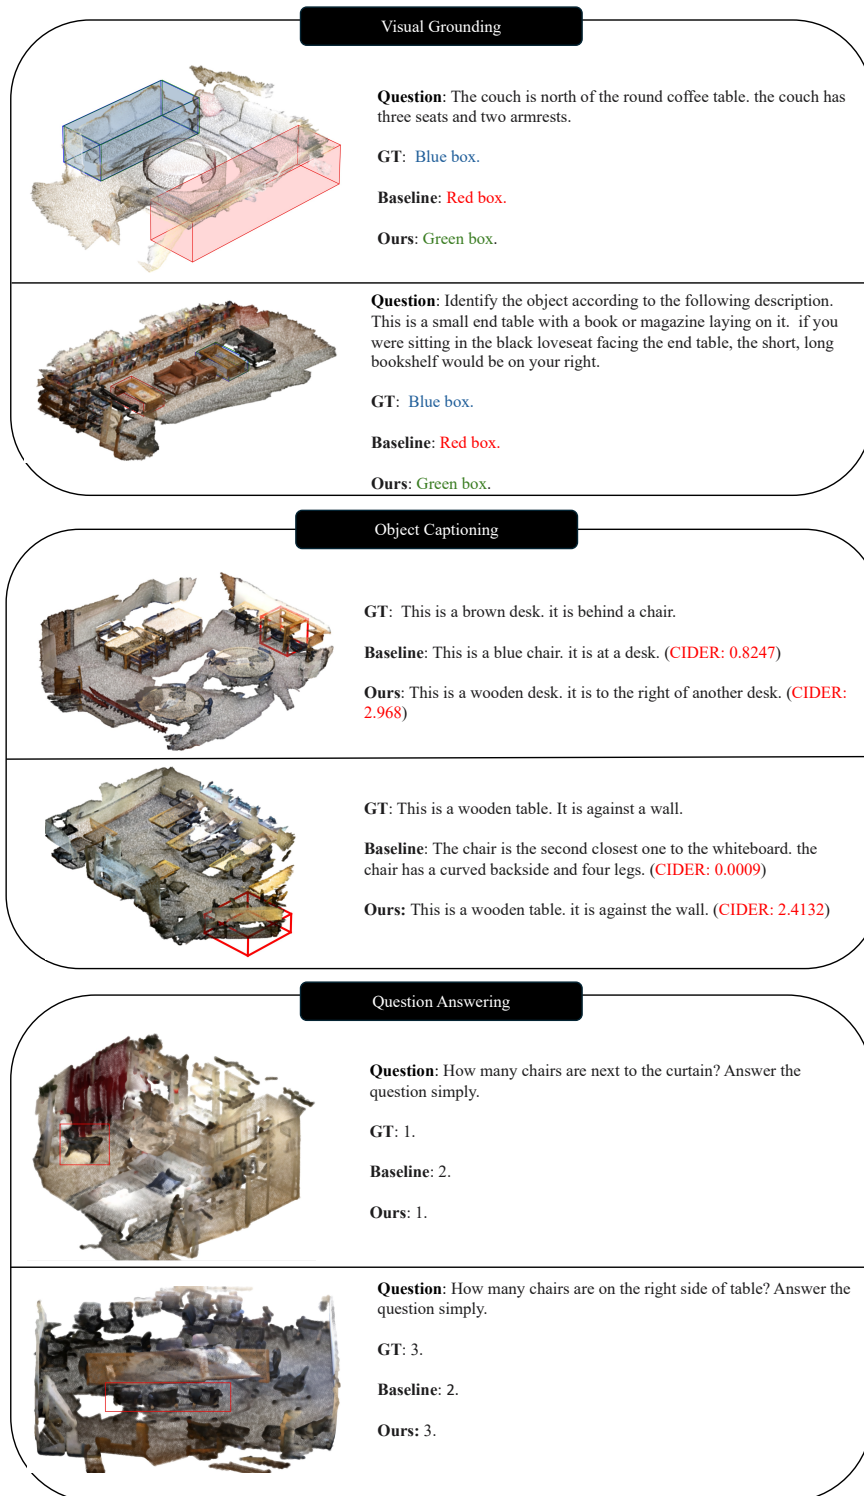 Visual Grounding
Question: The couch is north of the round coffee table. the couch has
three seats and two armrests.
GT: Blue box.
Baseline: Red box.
Ours: Green box.
Question: Identify the object according to the following description.
This is a small end table with a book or magazine laying on it. if you
were sitting in the black loveseat facing the end table, the short, long
bookshelf would be on your right.
GT: Blue box.
Baseline: Red box.
Ours: Green box.
Object Captioning
GT: This is a brown desk. it is behind a chair.
Baseline: This is a blue chair. it is at a desk. (CIDER: 0.8247)
Ours: This is a wooden desk. it is to the right of another desk. (CIDER:
2.968)
GT: This is a wooden table. It is against a wall.
Baseline: The chair is the second closest one to the whiteboard. the
chair has a curved backside and four legs. (CIDER: 0.0009)
Ours: This is a wooden table. it is against the wall. (CIDER: 2.4132)
Question Answering
Question: How many chairs are next to the curtain? Answer the
question simply.
GT: 1.
Baseline: 2.
Ours: 1.
Question: How many chairs are on the right side of table? Answer the
question simply.
GT: 3.
Baseline: 2.
Ours: 3.